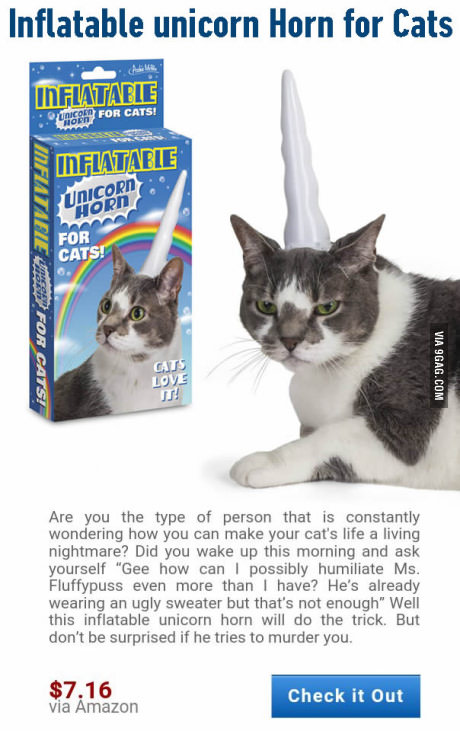 Inflatable unicorn Horn for Cats
INFLATABLE
UNICORN
HORN
FOR CATS!
INFLATABLE
UNICORN
HORN
FOR
CATS!
CATS
LOVE
IT!
INFLATABLE
UNICORN
HORN
FOR CATS!
VIA 9GAG.COM
Are you the type of person that is constantly
wondering how you can make your cat's life a living
nightmare? Did you wake up this morning and ask
yourself “Gee how can I possibly humiliate Ms.
Fluffypuss even more than I have? He's already
wearing an ugly sweater but that's not enough” Well
this inflatable unicorn horn will do the trick. But
don't be surprised if he tries to murder you.
$7.16
via Amazon
Check it Out